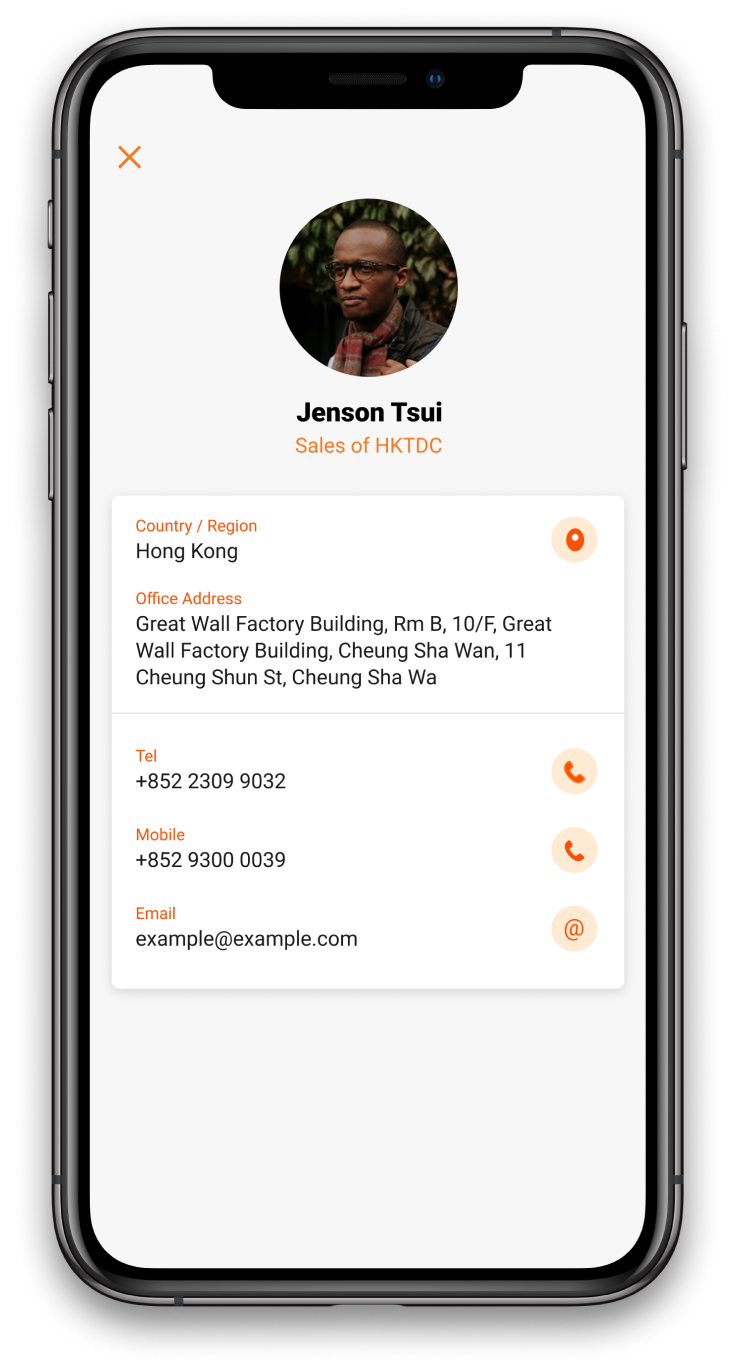 Jenson Tsui
Sales of HKTDC
Country / Region
Hong Kong
Office Address
Great Wall Factory Building, Rm B, 10/F, Great
Wall Factory Building, Cheung Sha Wan, 11
Cheung Shun St, Cheung Sha Wa
Tel
+852 2309 9032
Mobile
+852 9300 0039
Email
example@example.com
@